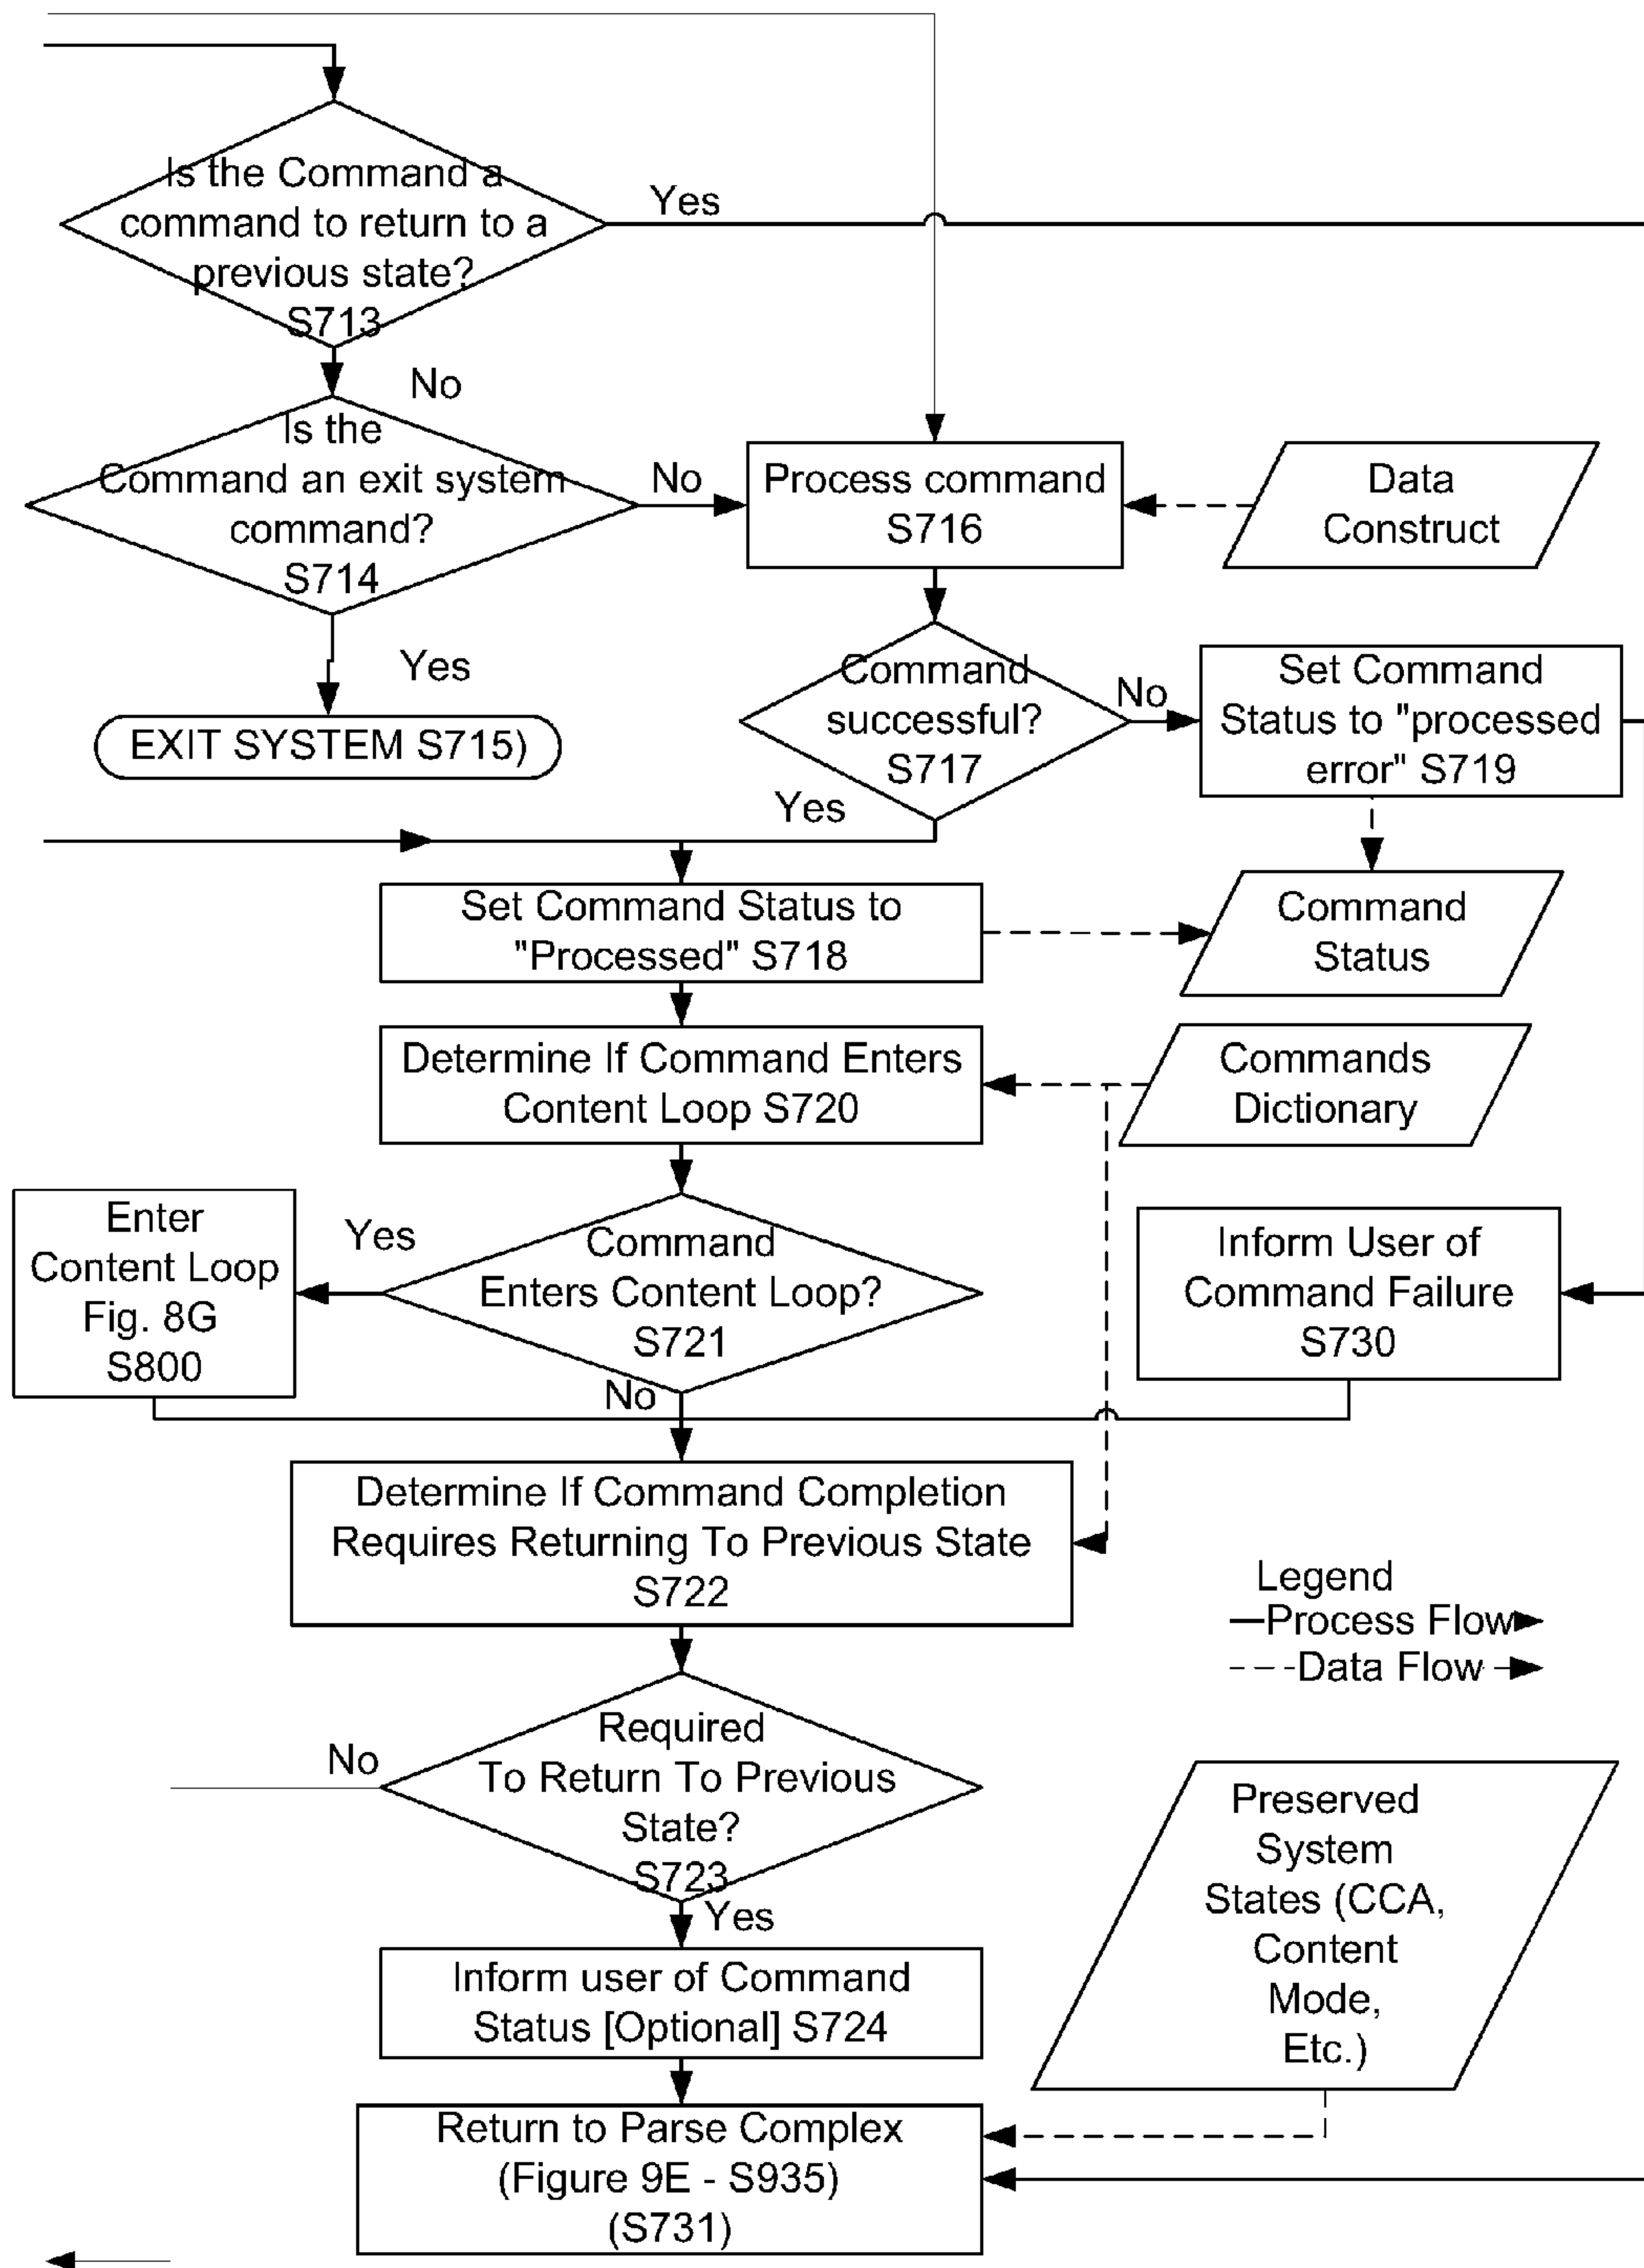 Is the Command a
command to return to a
previous state?
S713
Yes
No
Is the
Command an exit system
command?
S714
No
Process command
S716
Data
Construct
Yes
EXIT SYSTEM S715)
Command
successful?
S717
No
Set Command
Status to "processed
error" S719
Yes
Set Command Status to
"Processed" S718
Command
Status
Determine If Command Enters
Content Loop S720
Commands
Dictionary
Enter
Content Loop
Fig. 8G
S800
Yes
Command
Enters Content Loop?
S721
No
Inform User of
Command Failure
S730
Determine If Command Completion
Requires Returning To Previous State
S722
Legend
Process Flow
Data Flow
No
Required
To Return To Previous
State?
S723
Yes
Preserved
System
States (CCA,
Content
Mode,
Etc.)
Inform user of Command
Status [Optional] S724
Return to Parse Complex
(Figure 9E - S935)
(S731)